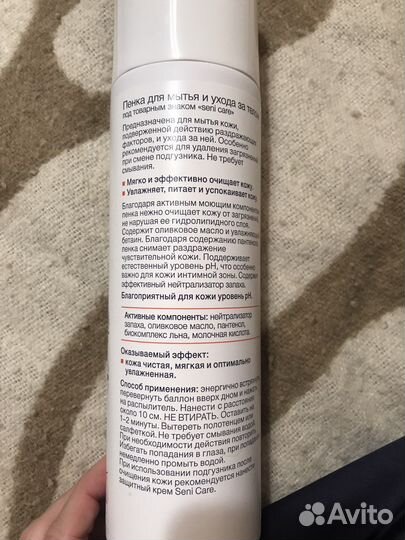 Пенка для мытья и ухода за телом
под товарным знаком «seni care»
Предназначена для мытья кожи,
подверженной действию раздражающих
факторов, и ухода за ней. Особенно
рекомендуется для удаления загрязнений
при смене подгузника. Не требует
смывания.
Мягко и эффективно очищает кожу.
Увлажняет, питает и успокаивает кожу.
Благодаря активным моющим компонентам
пенка нежно очищает кожу от загрязнений,
не нарушая ее гидролипидного слоя.
Содержит оливковое масло и увлажняющий
бетаин. Благодаря содержанию пантенола
пенка снимает раздражение
чувствительной кожи. Поддерживает
естественный уровень pH, что особенно
важно для кожи интимной зоны. Содержит
эффективный нейтрализатор запаха.
Благоприятный для кожи уровень pH.
Активные компоненты: нейтрализатор
запаха, оливковое масло, пантенол,
биокомплекс льна, молочная кислота.
Оказываемый эффект:
кожа чистая, мягкая и оптимально
увлажненная.
Способ применения: энергично встряхнуть,
перевернуть баллон вверх дном и нажать
на распылитель. Нанести с расстояния
около 10 см. НЕ ВТИРАТЬ. Оставить на
1-2 минуты. Вытереть полотенцем или
салфеткой. Не требует смывания водой.
При необходимости действия повторить.
Избегать попадания в глаза, при попадании
немедленно промыть водой.
При использовании подгузника после
очищения кожи рекомендуется нанести
защитный крем Seni Care.
Avito